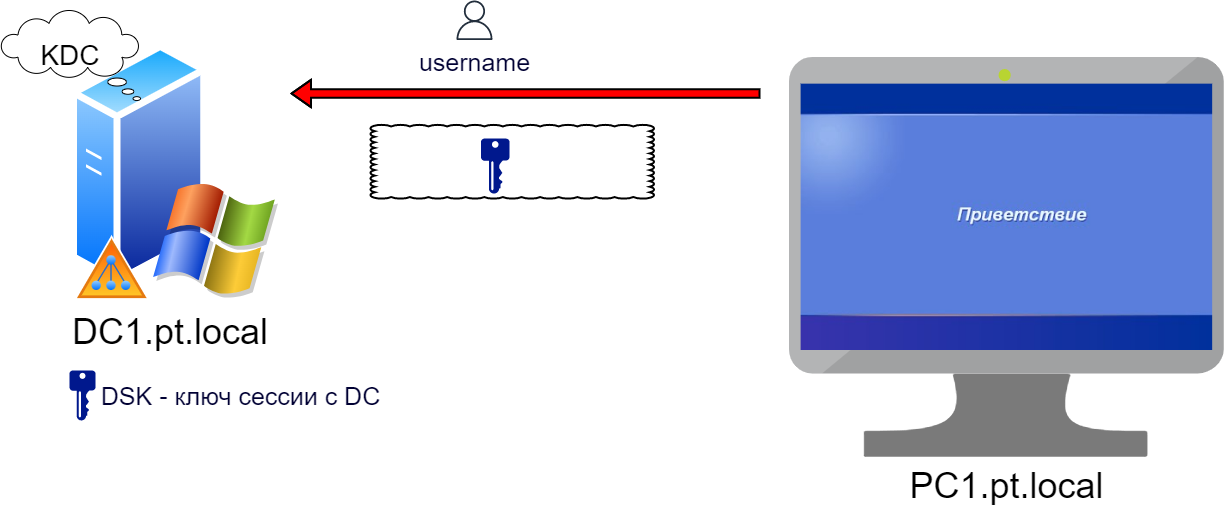 KDC
username
Приветствие
DC1.pt.local
DSK - ключ сессии с DC
PC1.pt.local